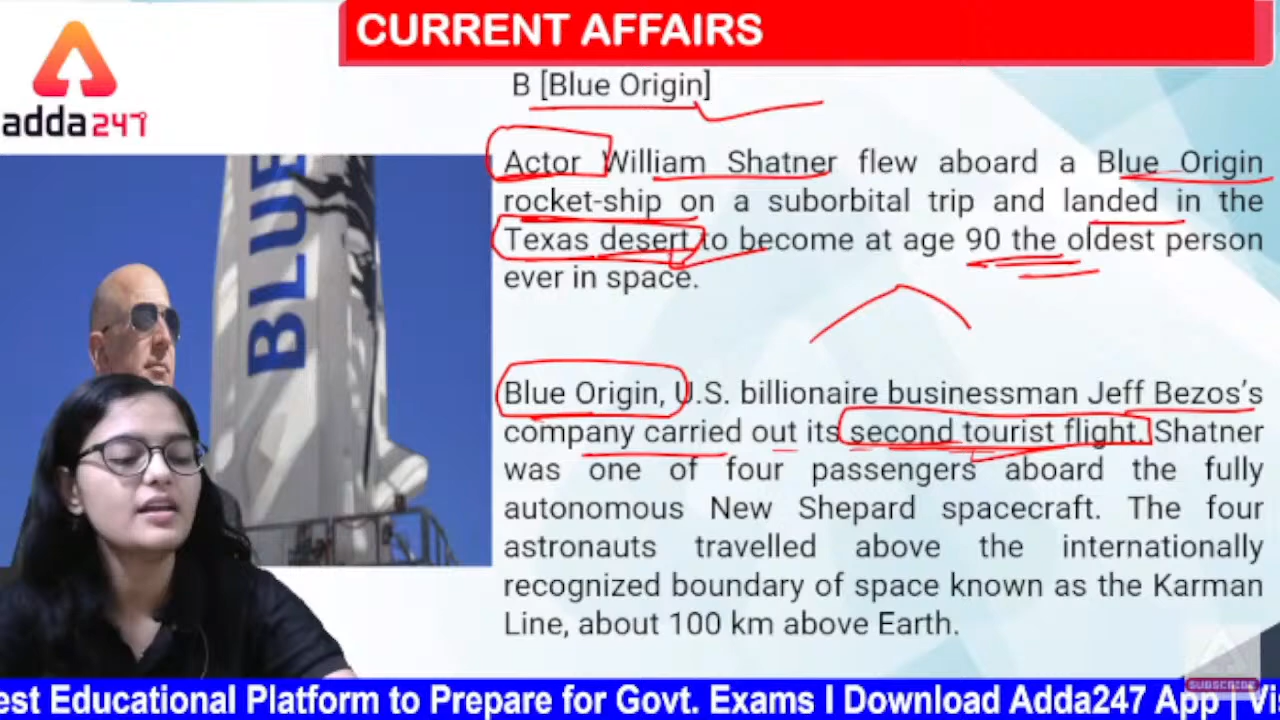 CURRENT AFFAIRS
adda247
B [Blue Origin]
Actor William Shatner flew aboard a Blue Origin
rocket-ship on a suborbital trip and landed in the
Texas desert to become at age 90 the oldest person
ever in space.
BLUE
Blue Origin, U.S. billionaire businessman Jeff Bezos's
company carried out its second tourist flight. Shatner
was one of four passengers aboard the fully
autonomous New Shepard spacecraft. The four
astronauts travelled above the internationally
recognized boundary of space known as the Karman
Line, about 100 km above Earth.
SUBSCRIBE
est Educational Platform to Prepare for Govt. Exams I Download Adda247 App | Vis